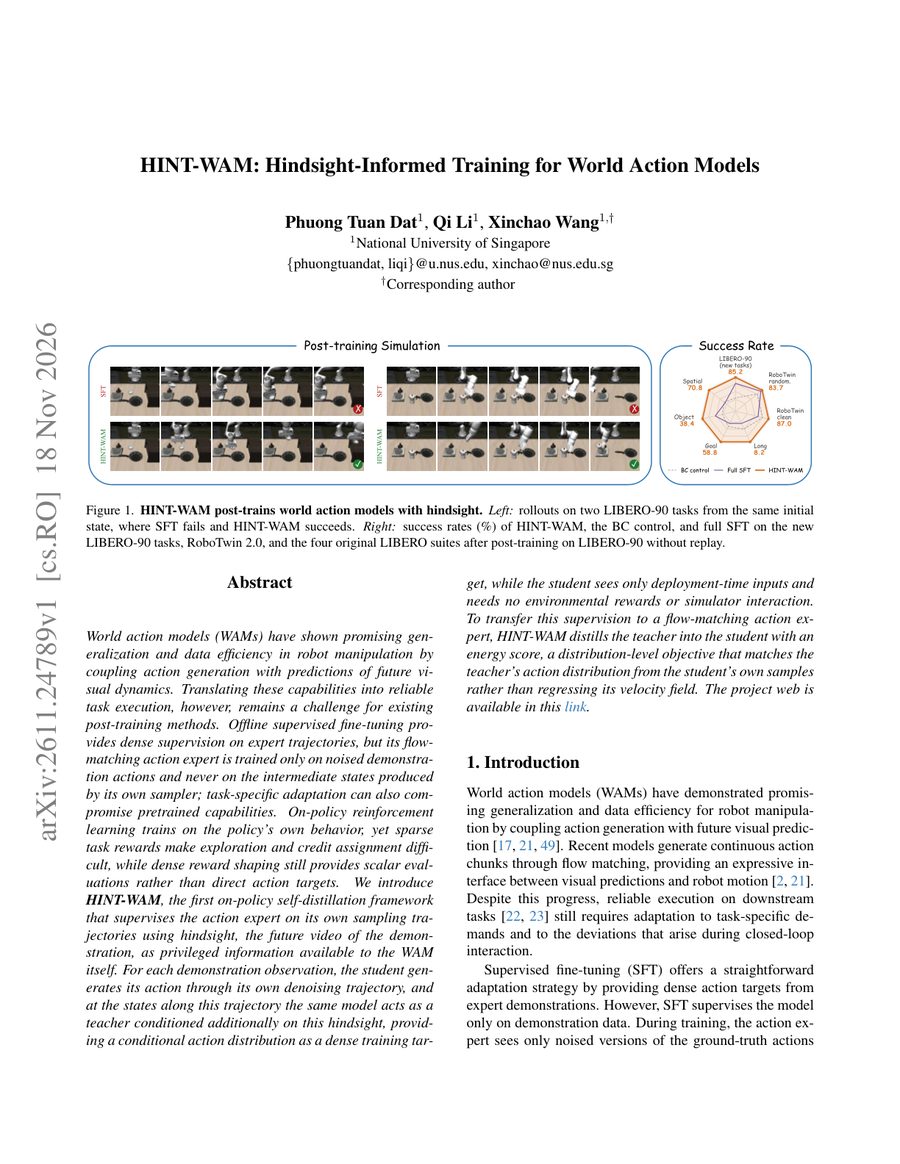 arXiv:2611.24789v1 [cs.RO] 18 Nov 2026
HINT-WAM: Hindsight-Informed Training for World Action Models
Phuong Tuan Dat1, Qi Li1, Xinchao Wang1,†
1National University of Singapore
{phuongtuandat, liqi}@u.nus.edu, xinchao@nus.edu.sg
†Corresponding author
Post-training Simulation
SFT
SFT
HINT-WAM
HINT-WAM
Success Rate
LIBERO-90
(new tasks)
85.2
RoboTwin
random.
83.7
RoboTwin
clean
87.0
Long
8.2
Goal
58.8
Object
38.4
Spatial
70.8
BC control
Full SFT
HINT-WAM
Figure 1. HINT-WAM post-trains world action models with hindsight. Left: rollouts on two LIBERO-90 tasks from the same initial
state, where SFT fails and HINT-WAM succeeds. Right: success rates (%) of HINT-WAM, the BC control, and full SFT on the new
LIBERO-90 tasks, RoboTwin 2.0, and the four original LIBERO suites after post-training on LIBERO-90 without replay.
Abstract
World action models (WAMs) have shown promising gen-
eralization and data efficiency in robot manipulation by
coupling action generation with predictions of future vi-
sual dynamics. Translating these capabilities into reliable
task execution, however, remains a challenge for existing
post-training methods. Offline supervised fine-tuning pro-
vides dense supervision on expert trajectories, but its flow-
matching action expert is trained only on noised demonstra-
tion actions and never on the intermediate states produced
by its own sampler; task-specific adaptation can also com-
promise pretrained capabilities. On-policy reinforcement
learning trains on the policy's own behavior, yet sparse
task rewards make exploration and credit assignment diffi-
cult, while dense reward shaping still provides scalar eval-
uations rather than direct action targets. We introduce
HINT-WAM, the first on-policy self-distillation framework
that supervises the action expert on its own sampling tra-
jectories using hindsight, the future video of the demon-
stration, as privileged information available to the WAM
itself. For each demonstration observation, the student gen-
erates its action through its own denoising trajectory, and
at the states along this trajectory the same model acts as a
teacher conditioned additionally on this hindsight, provid-
ing a conditional action distribution as a dense training tar-
get, while the student sees only deployment-time inputs and
needs no environmental rewards or simulator interaction.
To transfer this supervision to a flow-matching action ex-
pert, HINT-WAM distills the teacher into the student with an
energy score, a distribution-level objective that matches the
teacher's action distribution from the student's own samples
rather than regressing its velocity field. The project web is
available in this link.
1. Introduction
World action models (WAMs) have demonstrated promis-
ing generalization and data efficiency for robot manipula-
tion by coupling action generation with future visual predic-
tion [17, 21, 49]. Recent models generate continuous action
chunks through flow matching, providing an expressive in-
terface between visual predictions and robot motion [2, 21].
Despite this progress, reliable execution on downstream
tasks [22, 23] still requires adaptation to task-specific de-
mands and to the deviations that arise during closed-loop
interaction.
Supervised fine-tuning (SFT) offers a straightforward
adaptation strategy by providing dense action targets from
expert demonstrations. However, SFT supervises the model
only on demonstration data. During training, the action ex-
pert sees only noised versions of the ground-truth actions